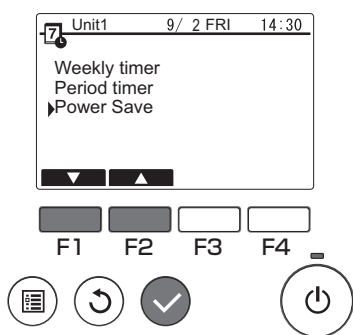 7 Unit1 9/ 2 FRI 14:30
Weekly timer
Period timer
Power Save
F1 F2 F3 F4